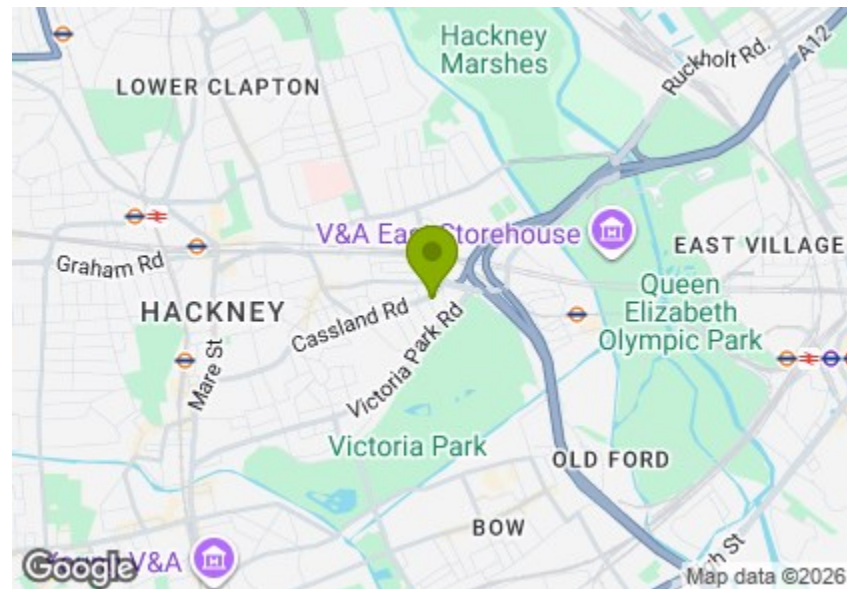 Hackney
Marshes
Ruckholt Rd.
A12
LOWER CLAPTON
V&A East Storehouse
EAST VILLAGE
Graham Rd
Queen
Elizabeth
Olympic Park
HACKNEY
Cassland Rd
Mare St
Victoria Park Rd
Victoria Park
OLD FORD
BOW
V&A
Google
Map data ©2026